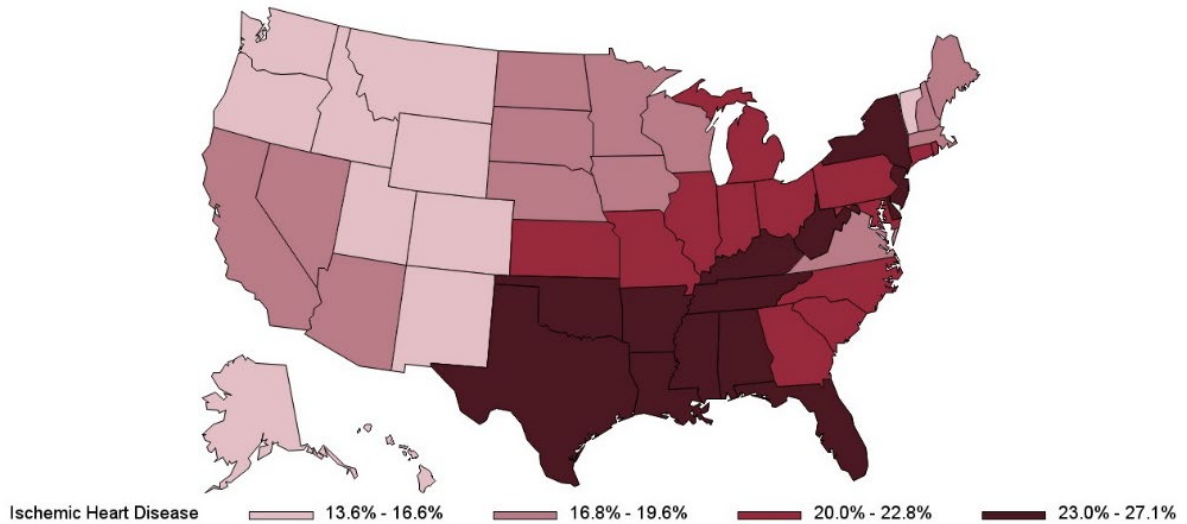 Ischemic Heart Disease 13.6% - 16.6% 16.8% - 19.6% 20.0% - 22.8% 23.0% - 27.1%